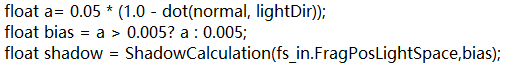 float a= 0.05 * (1.0 - dot(normal, lightDir));
float bias = a > 0.005? a : 0.005;
float shadow = ShadowCalculation(fs_in.FragPosLightSpace,bias);